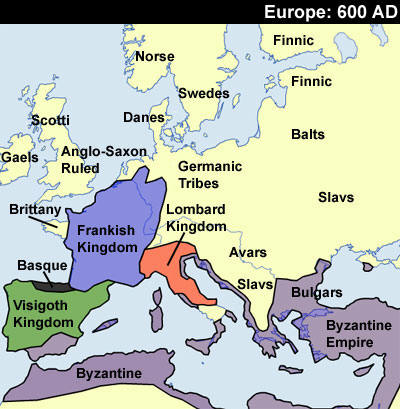 Europe: 600 AD
Finnic
Norse
Finnic
Swedes
Danes
Scotti
Balts
Gaels
Anglo-Saxon
Ruled
Germanic
Tribes
Slavs
Brittany
Lombard
Kingdom
Frankish
Kingdom
Avars
Basque
Slavs
Bulgars
Visigoth
Kingdom
Byzantine
Empire
Byzantine